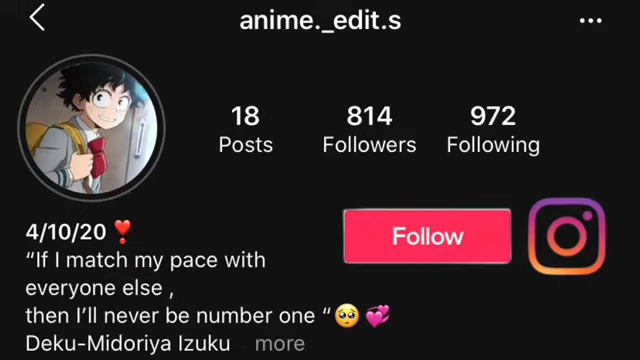 anime._edit.s
18 814 972
Posts Followers Following
4/10/20❣️
Follow
“If I match my pace with
everyone else ,
then I’ll never be number one “🥺💞
Deku-Midoriya Izuku more